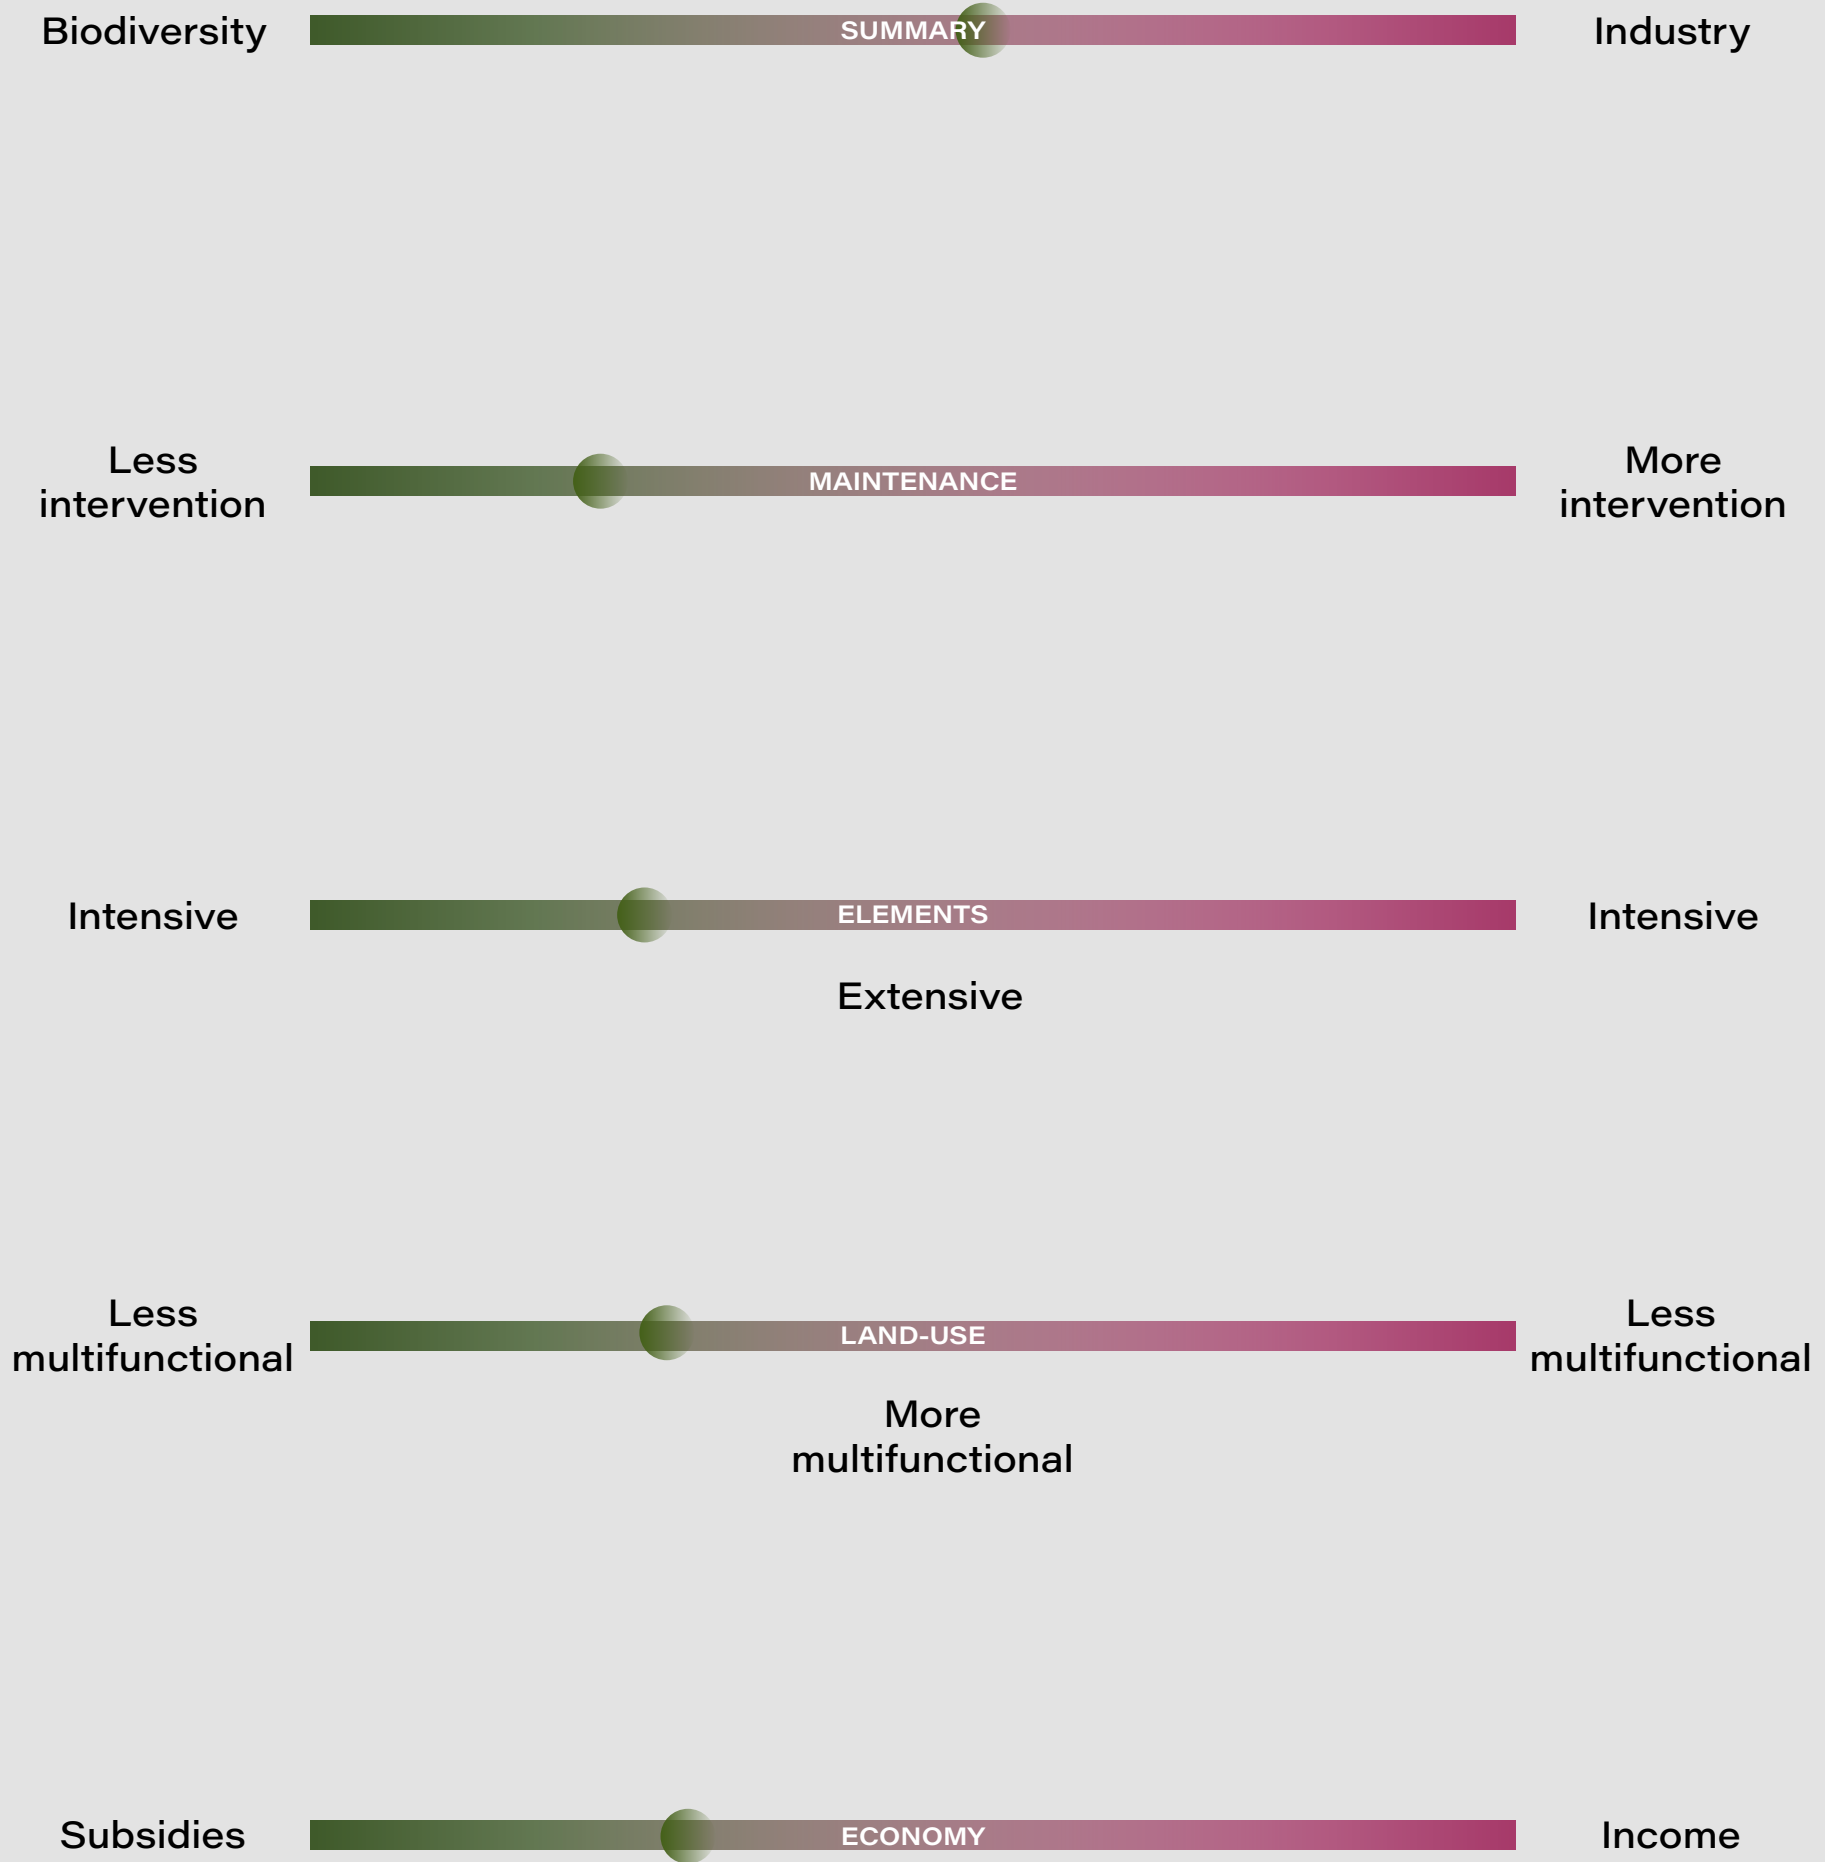 Biodiversity
SUMMARY
Industry
Less
intervention
MAINTENANCE
More
intervention
Intensive
ELEMENTS
Intensive
Extensive
Less
multifunctional
LAND-USE
Less
multifunctional
More
multifunctional
Subsidies
ECONOMY
Income